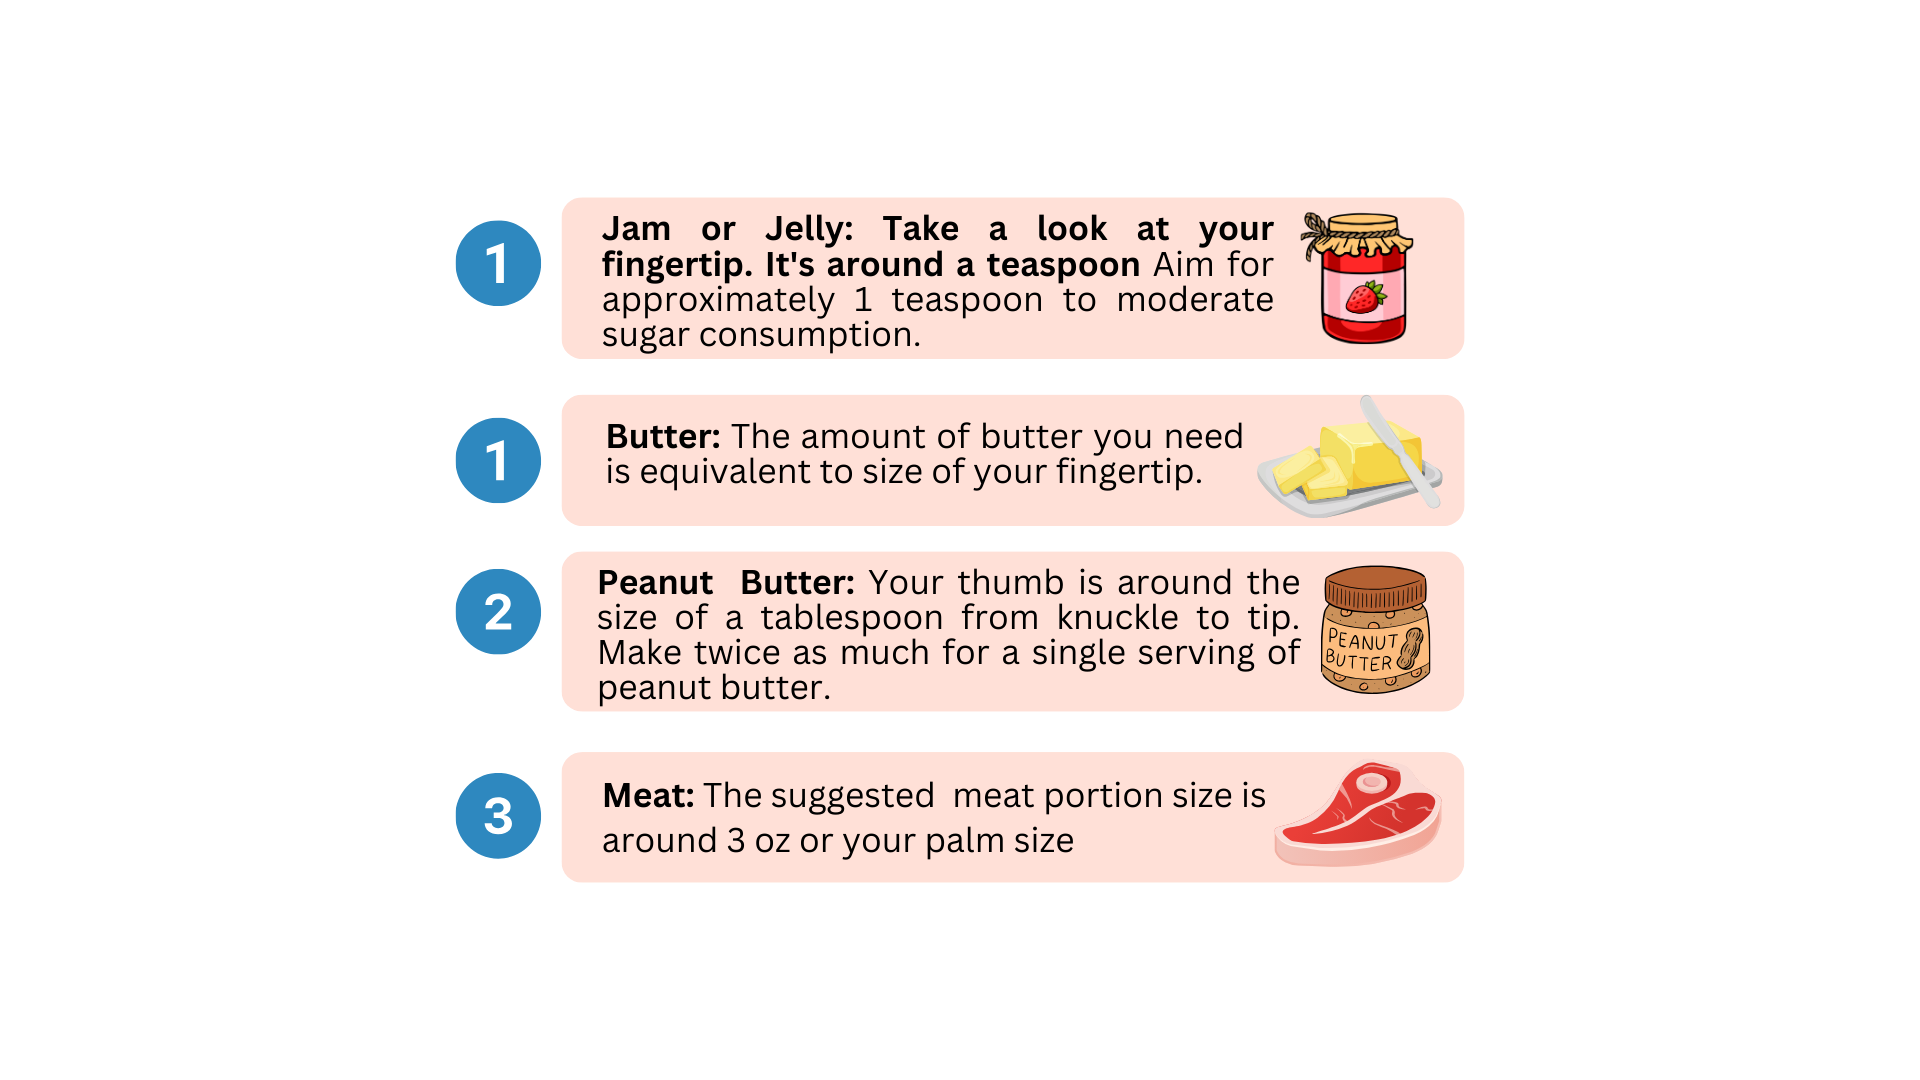 1
Jam or Jelly: Take a look at your
fingertip. It's around a teaspoon Aim for
approximately 1 teaspoon to moderate
sugar consumption.
1
Butter: The amount of butter you need
is equivalent to size of your fingertip.
2
Peanut Butter: Your thumb is around the
size of a tablespoon from knuckle to tip.
Make twice as much for a single serving of
peanut butter.
PEANUT
BUTTER
3
Meat: The suggested meat portion size is
around 3 oz or your palm size